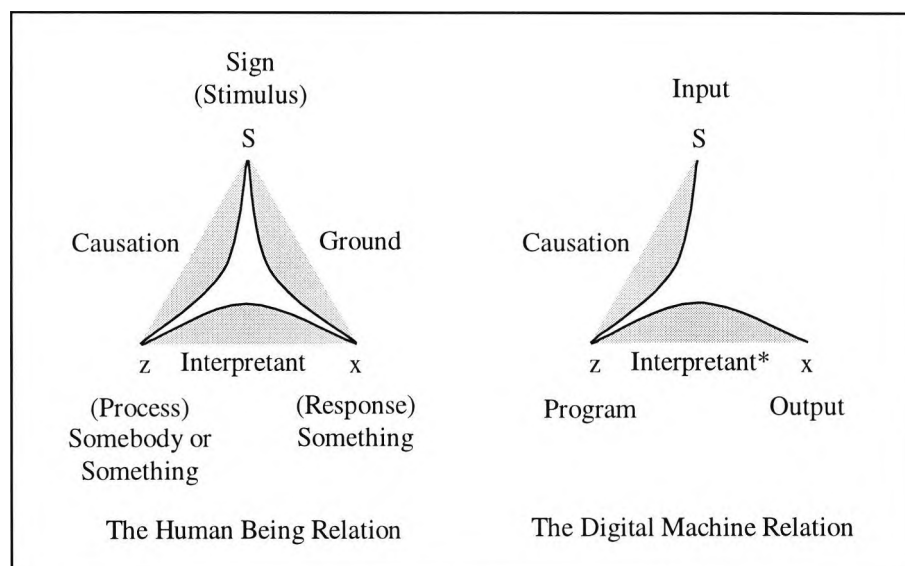 Sign
(Stimulus)
S
Causation
Ground
z
Interpretant
x
(Process)
Somebody or
Something
(Response)
Something
The Human Being Relation
Input
S
Causation
z
Interpretant*
x
Program
Output
The Digital Machine Relation